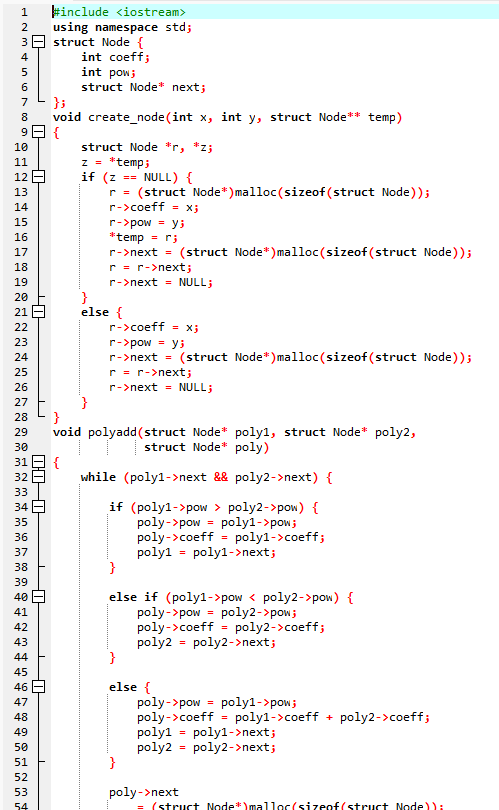 1 #include <iostream>
2 using namespace std;
3 struct Node {
4 int coeff;
5 int pow;
6 struct Node* next;
7 };
8 void create_node(int x, int y, struct Node** temp)
9 {
10 struct Node *r, *z;
11 z = *temp;
12 if (z == NULL) {
13 r = (struct Node*)malloc(sizeof(struct Node));
14 r->coeff = x;
15 r->pow = y;
16 *temp = r;
17 r->next = (struct Node*)malloc(sizeof(struct Node));
18 r = r->next;
19 r->next = NULL;
20 }
21 else {
22 r->coeff = x;
23 r->pow = y;
24 r->next = (struct Node*)malloc(sizeof(struct Node));
25 r = r->next;
26 r->next = NULL;
27 }
28 }
29 void polyadd(struct Node* poly1, struct Node* poly2,
30 struct Node* poly)
31 {
32 while (poly1->next && poly2->next) {
33
34 if (poly1->pow > poly2->pow) {
35 poly->pow = poly1->pow;
36 poly->coeff = poly1->coeff;
37 poly1 = poly1->next;
38 }
39
40 else if (poly1->pow < poly2->pow) {
41 poly->pow = poly2->pow;
42 poly->coeff = poly2->coeff;
43 poly2 = poly2->next;
44 }
45
46 else {
47 poly->pow = poly1->pow;
48 poly->coeff = poly1->coeff + poly2->coeff;
49 poly1 = poly1->next;
50 poly2 = poly2->next;
51 }
52
53 poly->next
54 = (struct Node*)malloc(sizeof(struct Node));